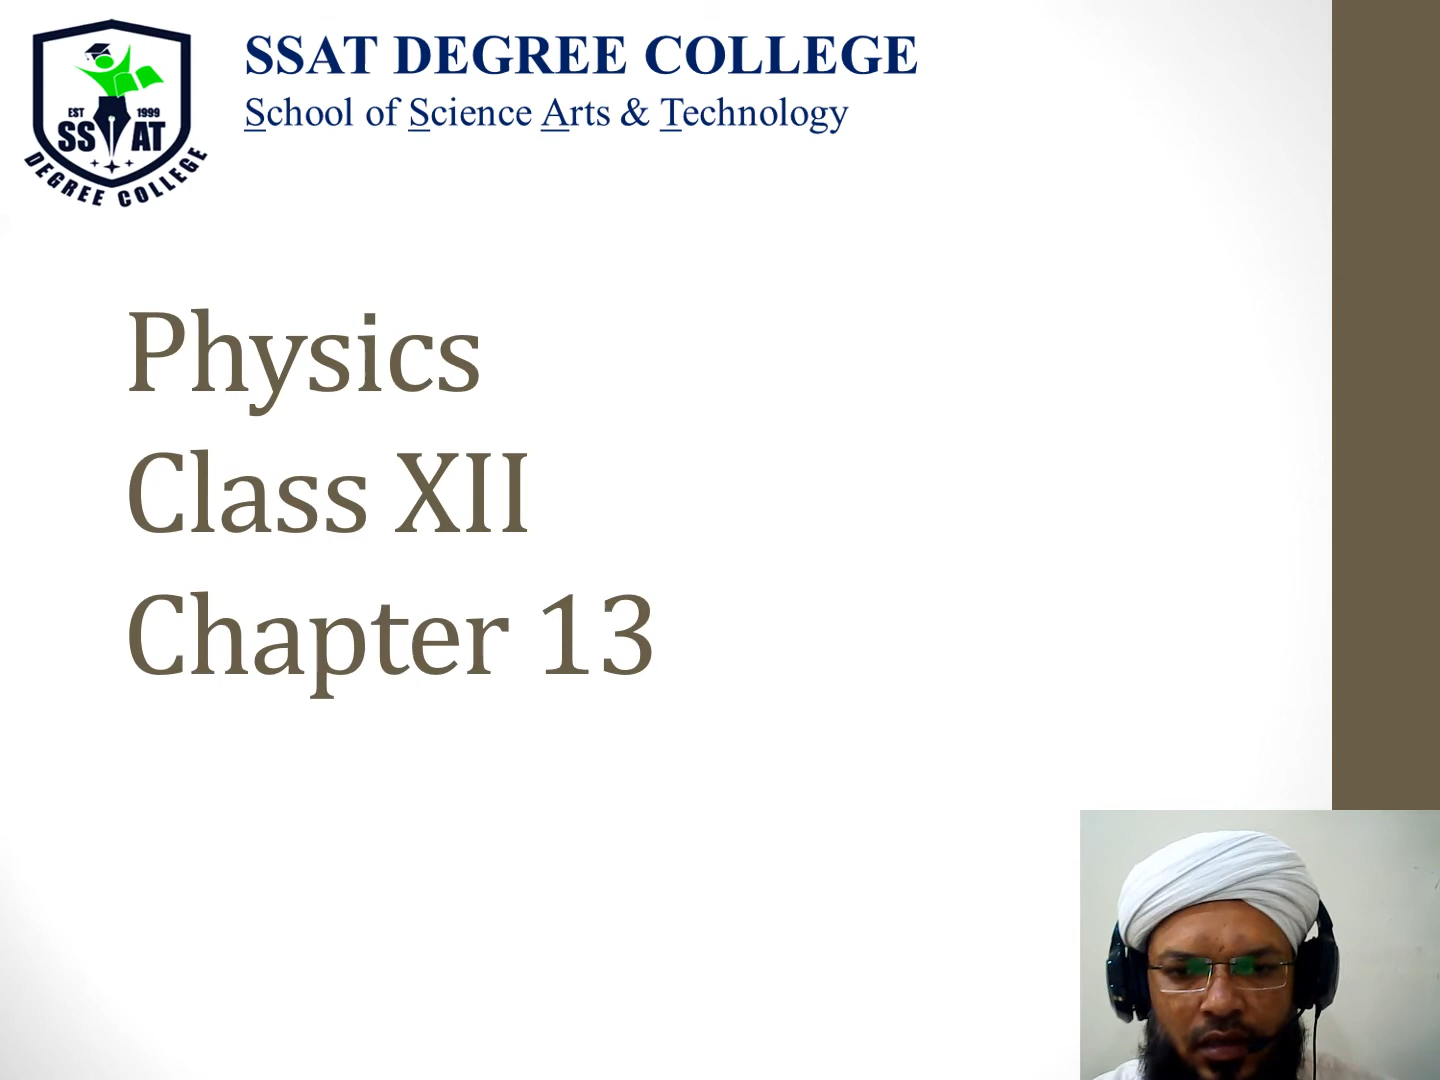 EST 1999
SS AT
DEGREE COLLEGE
SSAT DEGREE COLLEGE
School of Science Arts & Technology
Physics
Class XII
Chapter 13